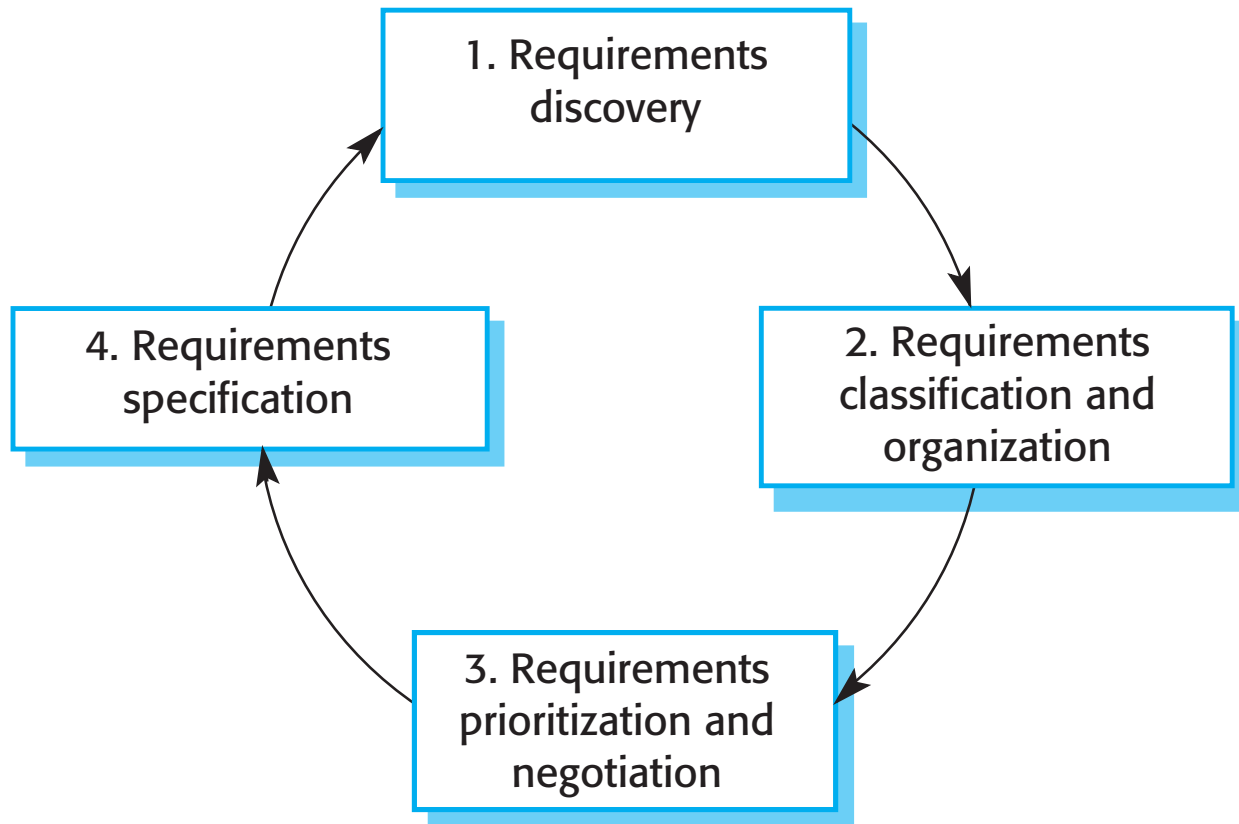 1. Requirements
discovery
2. Requirements
classification and
organization
3. Requirements
prioritization and
negotiation
4. Requirements
specification